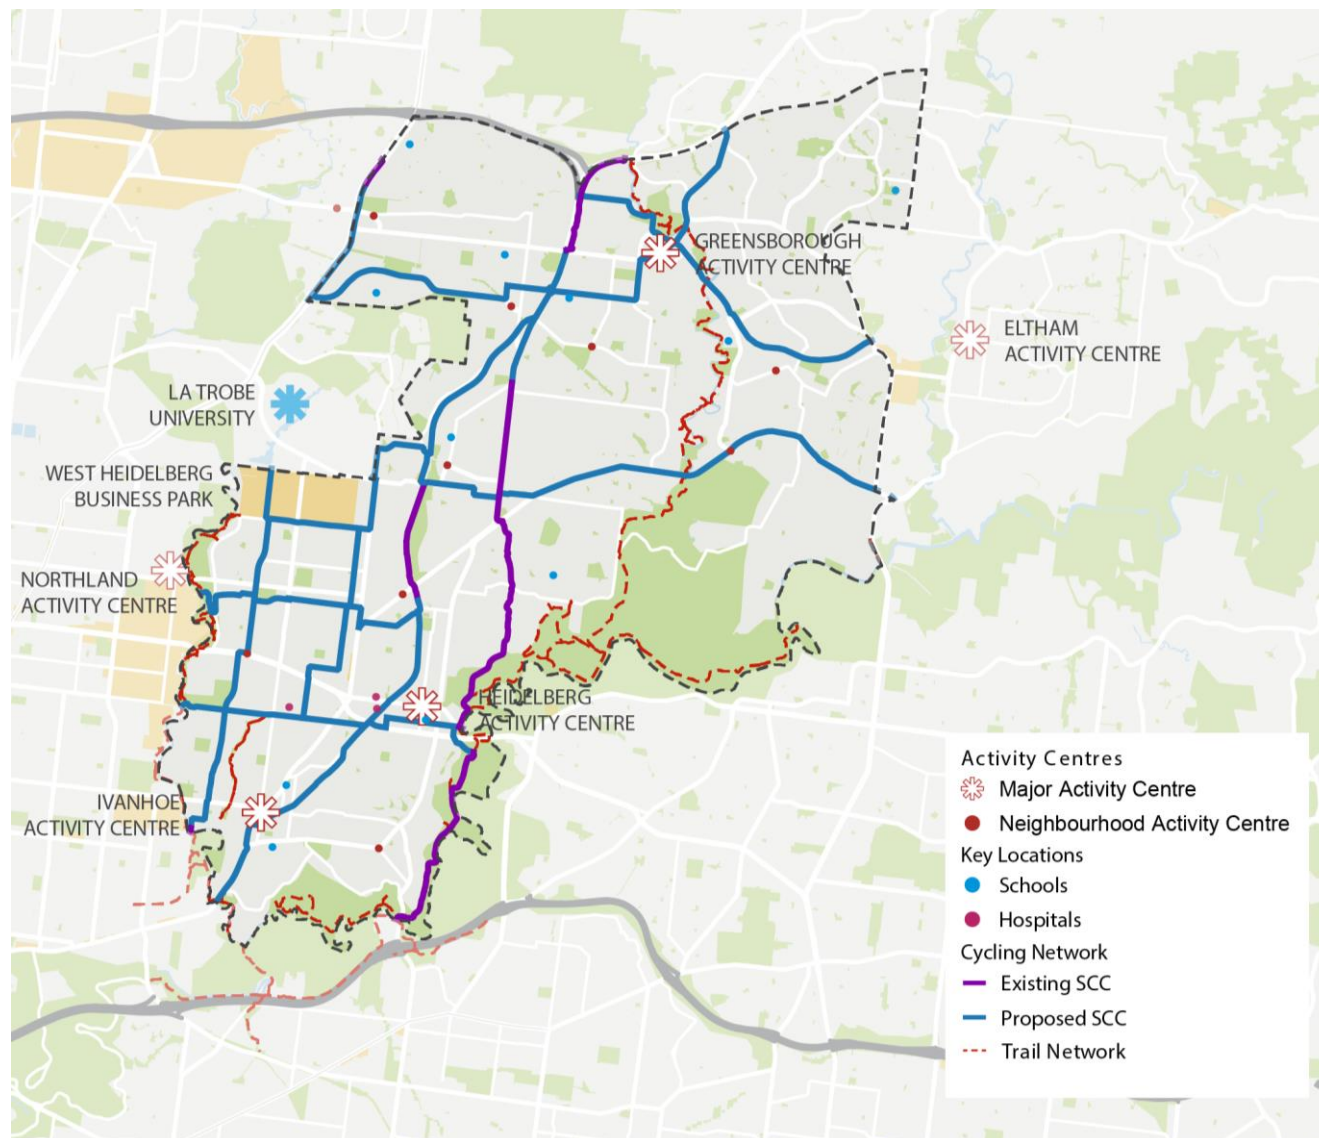 GREENSBOROUGH
ACTIVITY CENTRE
ELTHAM
ACTIVITY CENTRE
LA TROBE
UNIVERSITY
WEST HEIDELBERG
BUSINESS PARK
NORTHLAND
ACTIVITY CENTRE
HEIDELBERG
ACTIVITY CENTRE
IVANHOE
ACTIVITY CENTRE
Activity Centres
Major Activity Centre
Neighbourhood Activity Centre
Key Locations
Schools
Hospitals
Cycling Network
Existing SCC
Proposed SCC
Trail Network